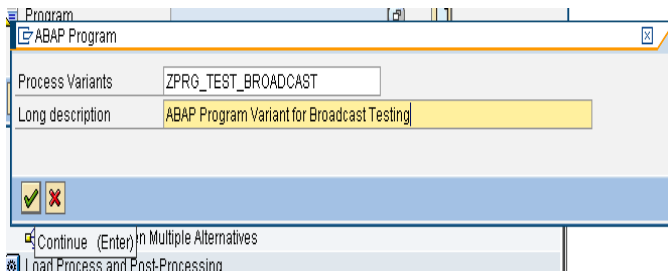 Program
ABAP Program
Process Variants ZPRG_TEST_BROADCAST
Long description ABAP Program Variant for Broadcast Testing
Continue (Enter) n Multiple Alternatives
Load Process and Post-Processing